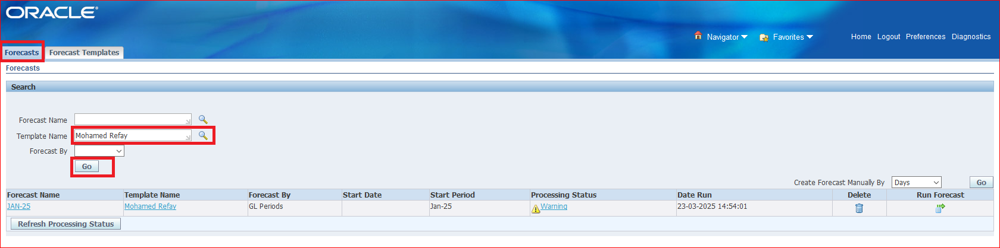 ORACLE®
Navigator Favorites Home Logout Preferences Diagnostics
Forecasts Forecast Templates
Forecasts
Search
Forecast Name
Template Name Mohamed Refay
Forecast By
Go
Create Forecast Manually By Days Go
Forecast Name Template Name Forecast By Start Date Start Period Processing Status Date Run Delete Run Forecast
JAN-25 Mohamed Refay GL Periods Jan-25 Warning 23-03-2025 14:54:01
Refresh Processing Status